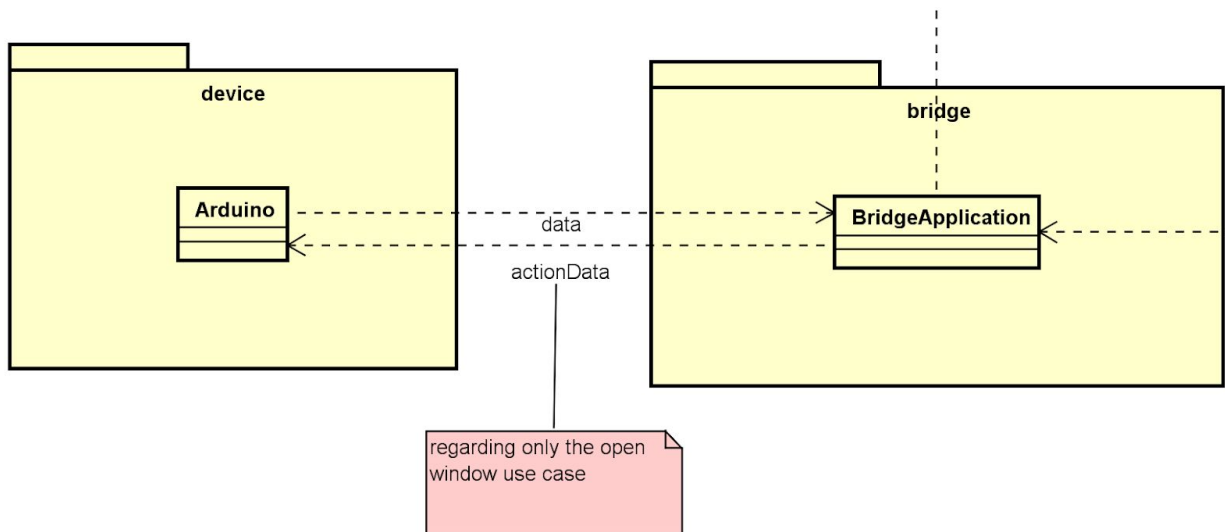 device
bridge
Arduino
BridgeApplication
data
actionData
regarding only the open
window use case